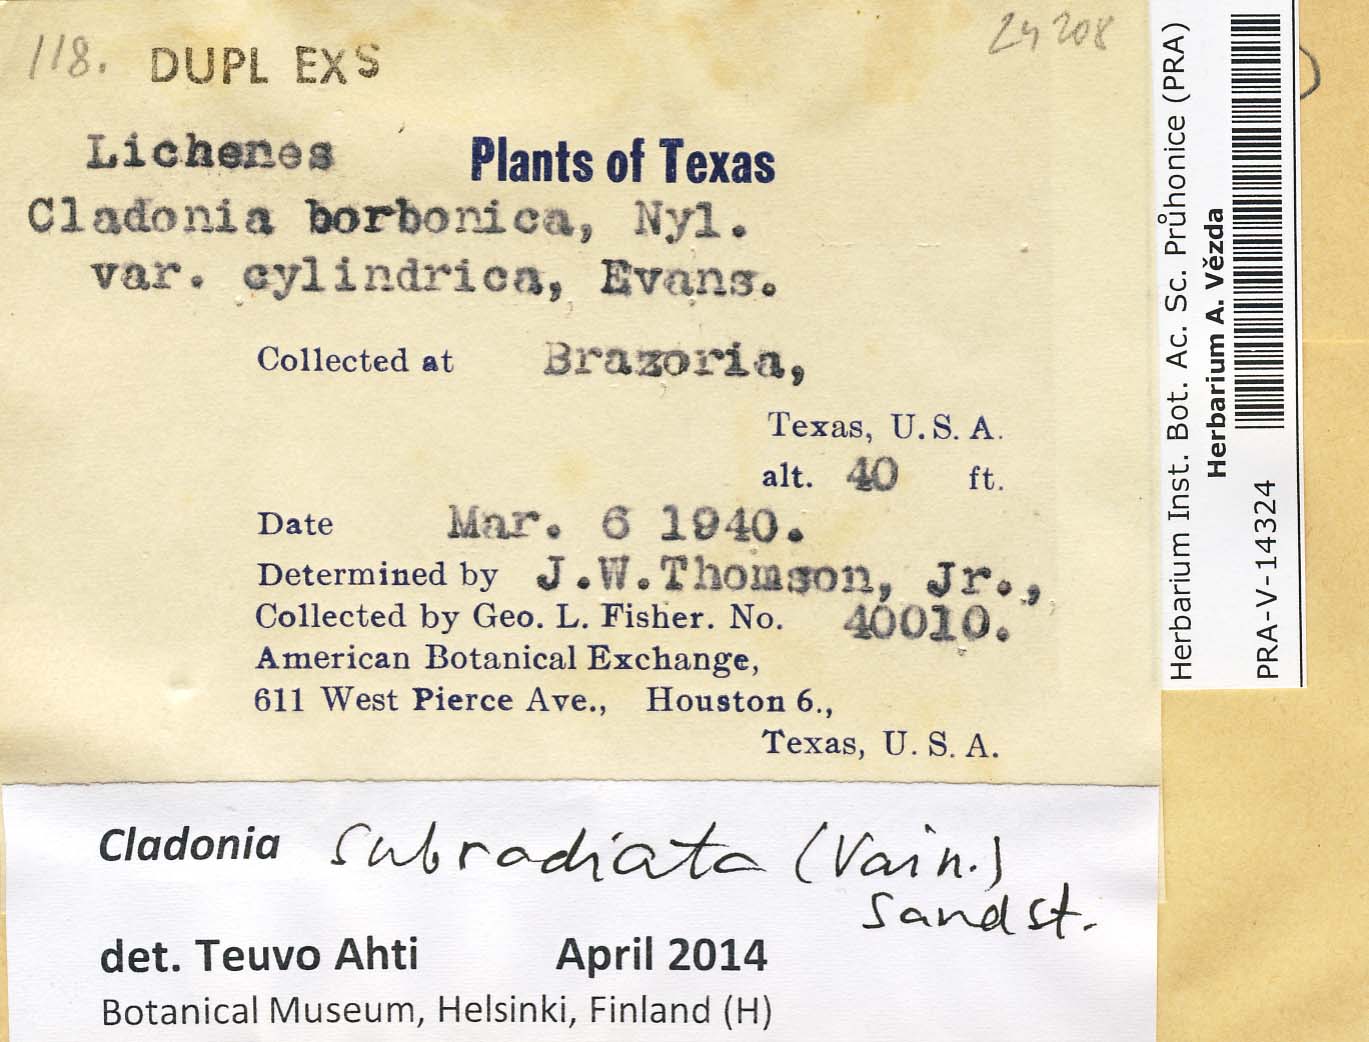 118. DUPL EXS
24208
Lichenes Plants of Texas
Cladonia borbonica, Nyl.
var. cylindrica, Evans.
Collected at Brazoria,
Texas, U. S. A.
alt. 40 ft.
Date Mar. 6 1940.
Determined by J.W.Thomson, Jr.,
Collected by Geo. L. Fisher. No. 40010.
American Botanical Exchange,
611 West Pierce Ave., Houston 6.,
Texas, U. S. A.
Cladonia subradiata (Vain.)
Sandst.
det. Teuvo Ahti April 2014
Botanical Museum, Helsinki, Finland (H)
Herbarium Inst. Bot. Ac. Sc. Průhonice (PRA)
Herbarium A. Vězda
PRA-V-14324